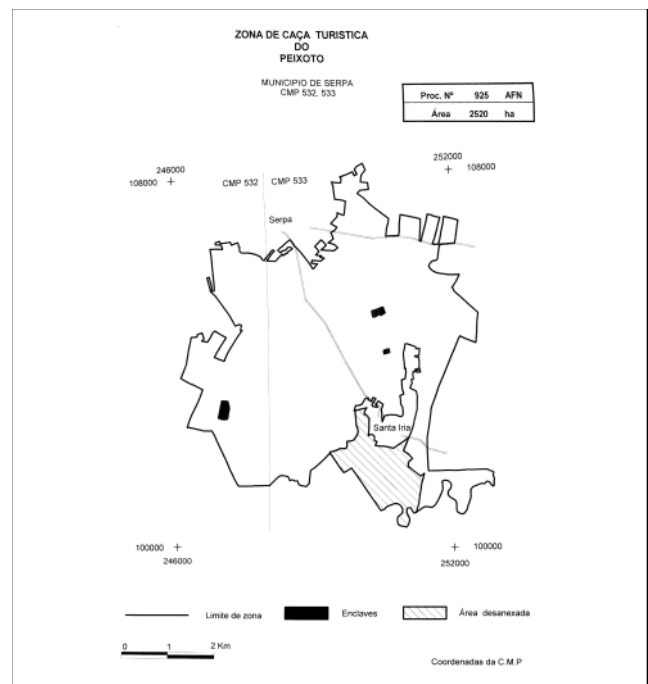 ZONA DE CAÇA TURISTICA
DO
PEIXOTO
MUNICIPIO DE SERPA
CMP 532, 533
Proc. Nº 925 AFN
Área 2520 ha
246000
108000
252000
108000
CMP 532 CMP 533
Serpa
Santa Iria
100000
246000
100000
252000
Limite de zona
Enclaves
Área desanexada
0 1 2 Km
Coordenadas da C.M.P